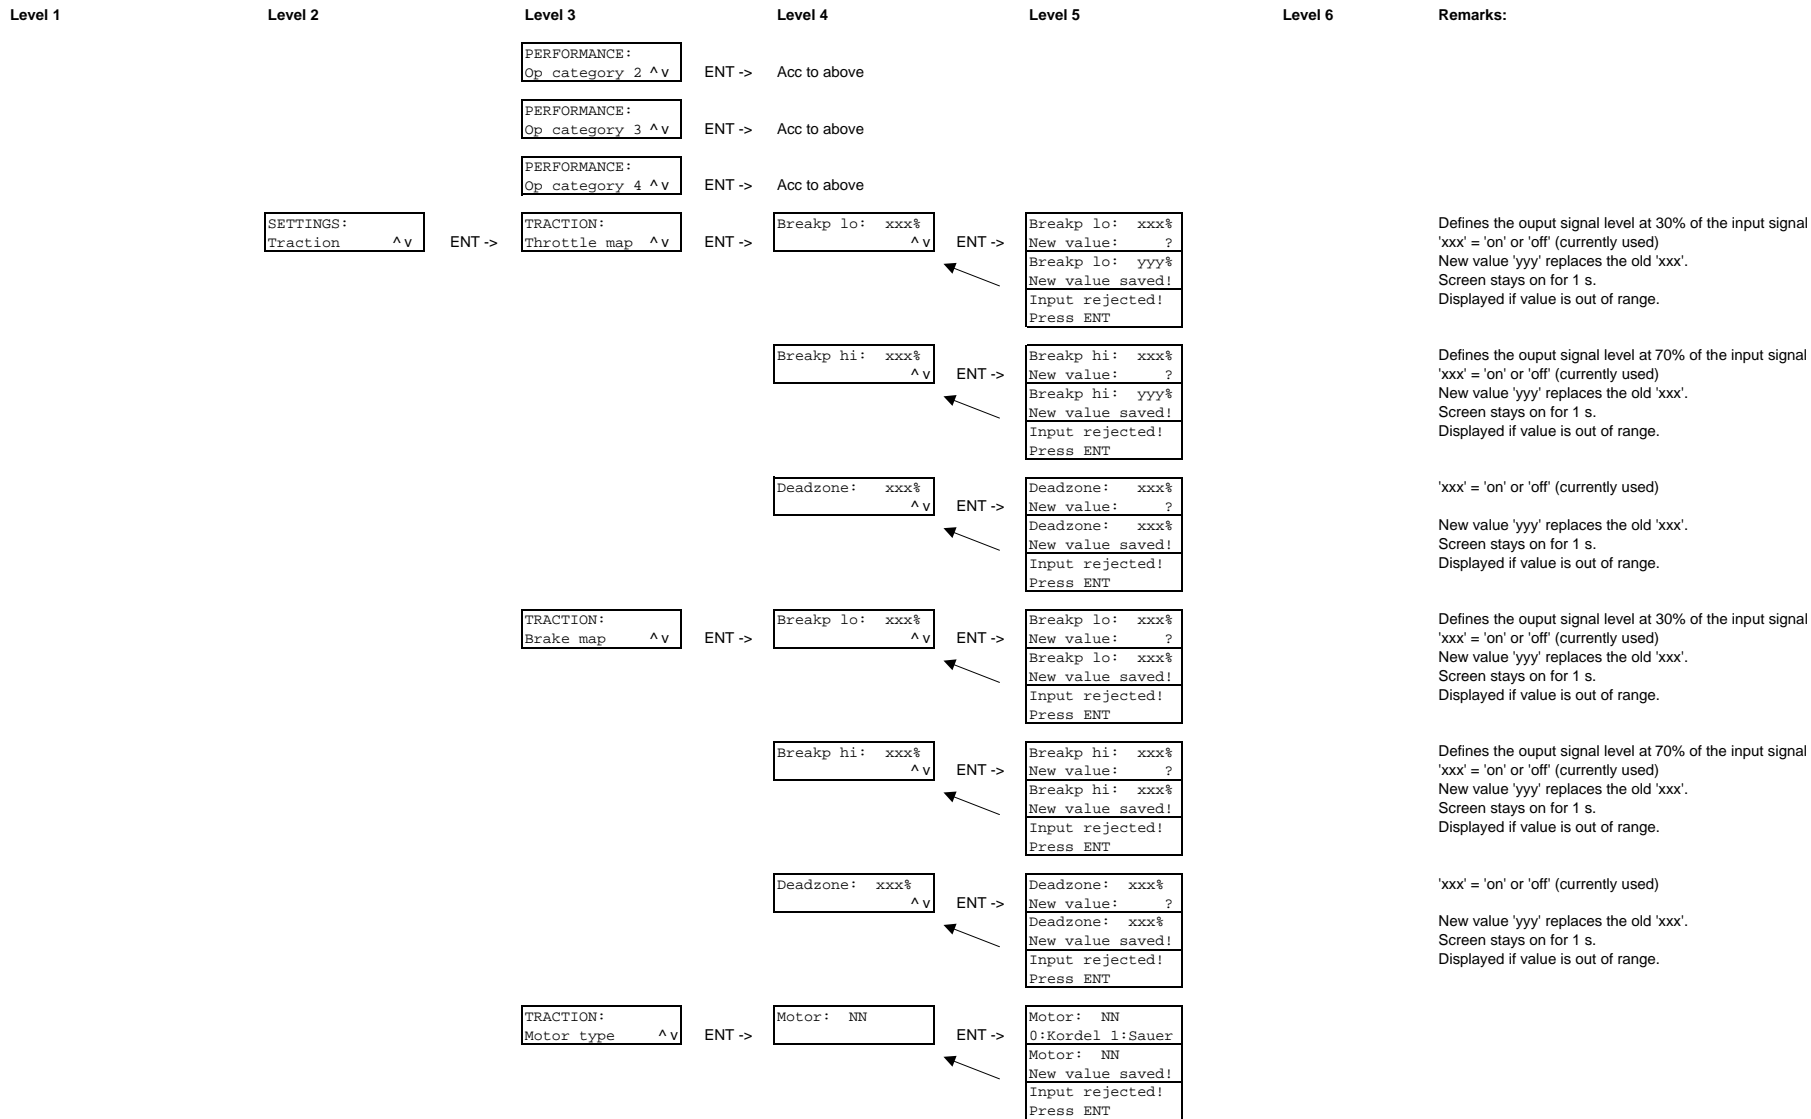 Level 1 Level 2 Level 3 Level 4 Level 5 Level 6 Remarks:
PERFORMANCE:
Op category 2 ^ v ENT -> Acc to above
PERFORMANCE:
Op category 3 ^ v ENT -> Acc to above
PERFORMANCE:
Op category 4 ^ v ENT -> Acc to above
SETTINGS: TRACTION: Breakp lo: xxx% Breakp lo: xxx% Defines the ouput signal level at 30% of the input signal
Traction ^ v ENT -> Throttle map ^ v ENT -> ^ v ENT -> New value: ? 'xxx' = 'on' or 'off' (currently used)
Breakp lo: yyy% New value 'yyy' replaces the old 'xxx'.
New value saved! Screen stays on for 1 s.
Input rejected! Displayed if value is out of range.
Press ENT
Breakp hi: xxx% Breakp hi: xxx% Defines the ouput signal level at 70% of the input signal
^ v ENT -> New value: ? 'xxx' = 'on' or 'off' (currently used)
Breakp hi: yyy% New value 'yyy' replaces the old 'xxx'.
New value saved! Screen stays on for 1 s.
Input rejected! Displayed if value is out of range.
Press ENT
Deadzone: xxx% Deadzone: xxx% 'xxx' = 'on' or 'off' (currently used)
^ v ENT -> New value: ?
Deadzone: xxx% New value 'yyy' replaces the old 'xxx'.
New value saved! Screen stays on for 1 s.
Input rejected! Displayed if value is out of range.
Press ENT
TRACTION: Breakp lo: xxx% Breakp lo: xxx% Defines the ouput signal level at 30% of the input signal
Brake map ^ v ENT -> ^ v ENT -> New value: ? 'xxx' = 'on' or 'off' (currently used)
Breakp lo: xxx% New value 'yyy' replaces the old 'xxx'.
New value saved! Screen stays on for 1 s.
Input rejected! Displayed if value is out of range.
Press ENT
Breakp hi: xxx% Breakp hi: xxx% Defines the ouput signal level at 70% of the input signal
^ v ENT -> New value: ? 'xxx' = 'on' or 'off' (currently used)
Breakp hi: xxx% New value 'yyy' replaces the old 'xxx'.
New value saved! Screen stays on for 1 s.
Input rejected! Displayed if value is out of range.
Press ENT
Deadzone: xxx% Deadzone: xxx% 'xxx' = 'on' or 'off' (currently used)
^ v ENT -> New value: ?
Deadzone: xxx% New value 'yyy' replaces the old 'xxx'.
New value saved! Screen stays on for 1 s.
Input rejected! Displayed if value is out of range.
Press ENT
TRACTION: Motor: NN Motor: NN
Motor type ^ v ENT -> ENT -> 0:Kordel 1:Sauer
Motor: NN
New value saved!
Input rejected!
Press ENT